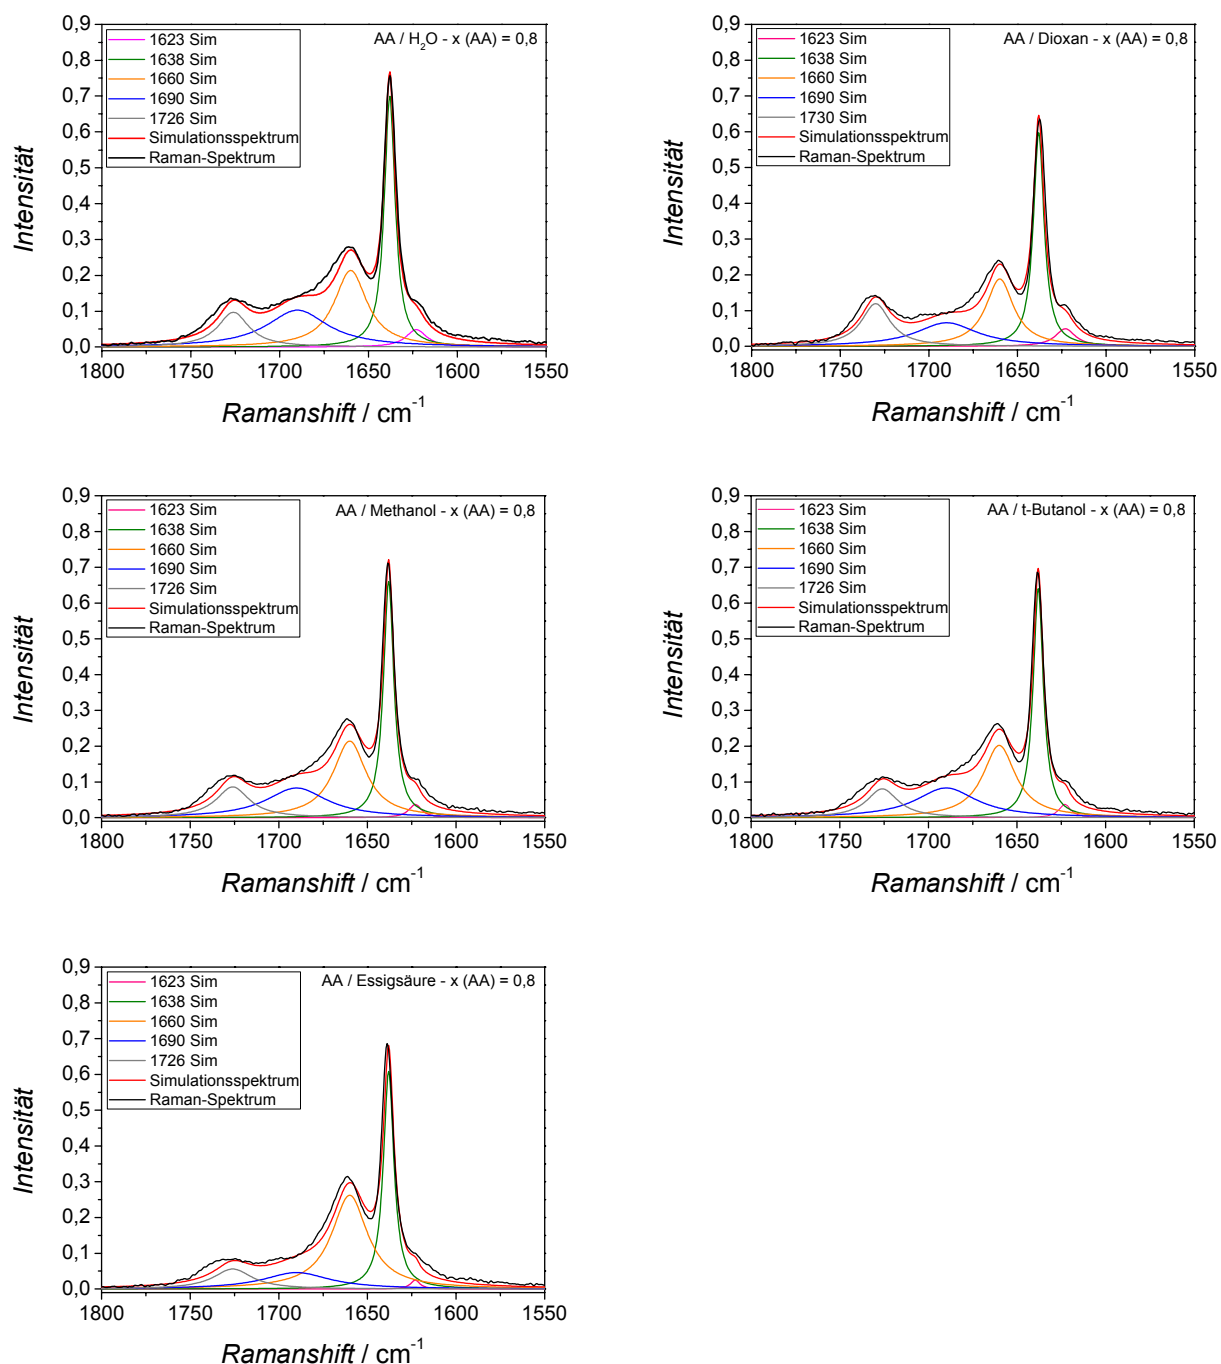 0,9
0,8
0,7
0,6
0,5
0,4
0,3
0,2
0,1
0,0
Intensität
1623 Sim
1638 Sim
1660 Sim
1690 Sim
1726 Sim
Simulationsspektrum
Raman-Spektrum
AA / H₂O - x (AA) = 0,8
1800 1750 1700 1650 1600 1550
Ramanshift / cm⁻¹
0,9
0,8
0,7
0,6
0,5
0,4
0,3
0,2
0,1
0,0
Intensität
1623 Sim
1638 Sim
1660 Sim
1690 Sim
1730 Sim
Simulationsspektrum
Raman-Spektrum
AA / Dioxan - x (AA) = 0,8
1800 1750 1700 1650 1600 1550
Ramanshift / cm⁻¹
0,9
0,8
0,7
0,6
0,5
0,4
0,3
0,2
0,1
0,0
Intensität
1623 Sim
1638 Sim
1660 Sim
1690 Sim
1726 Sim
Simulationsspektrum
Raman-Spektrum
AA / Methanol - x (AA) = 0,8
1800 1750 1700 1650 1600 1550
Ramanshift / cm⁻¹
0,9
0,8
0,7
0,6
0,5
0,4
0,3
0,2
0,1
0,0
Intensität
1623 Sim
1638 Sim
1660 Sim
1690 Sim
1726 Sim
Simulationsspektrum
Raman-Spektrum
AA / t-Butanol - x (AA) = 0,8
1800 1750 1700 1650 1600 1550
Ramanshift / cm⁻¹
0,9
0,8
0,7
0,6
0,5
0,4
0,3
0,2
0,1
0,0
Intensität
1623 Sim
1638 Sim
1660 Sim
1690 Sim
1726 Sim
Simulationsspektrum
Raman-Spektrum
AA / Essigsäure - x (AA) = 0,8
1800 1750 1700 1650 1600 1550
Ramanshift / cm⁻¹